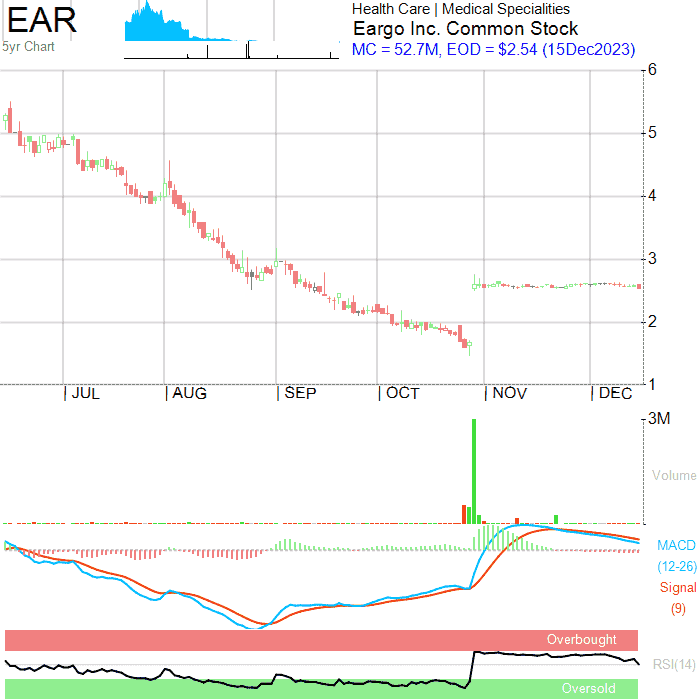 EAR
5yr Chart
Health Care | Medical Specialities
Eargo Inc. Common Stock
MC = 52.7M, EOD = $2.54 (15Dec2023)
6
5
4
3
2
1
| JUL | AUG | SEP | OCT | NOV | DEC
3M
Volume
MACD
(12-26)
Signal
(9)
Overbought
RSI(14)
Oversold